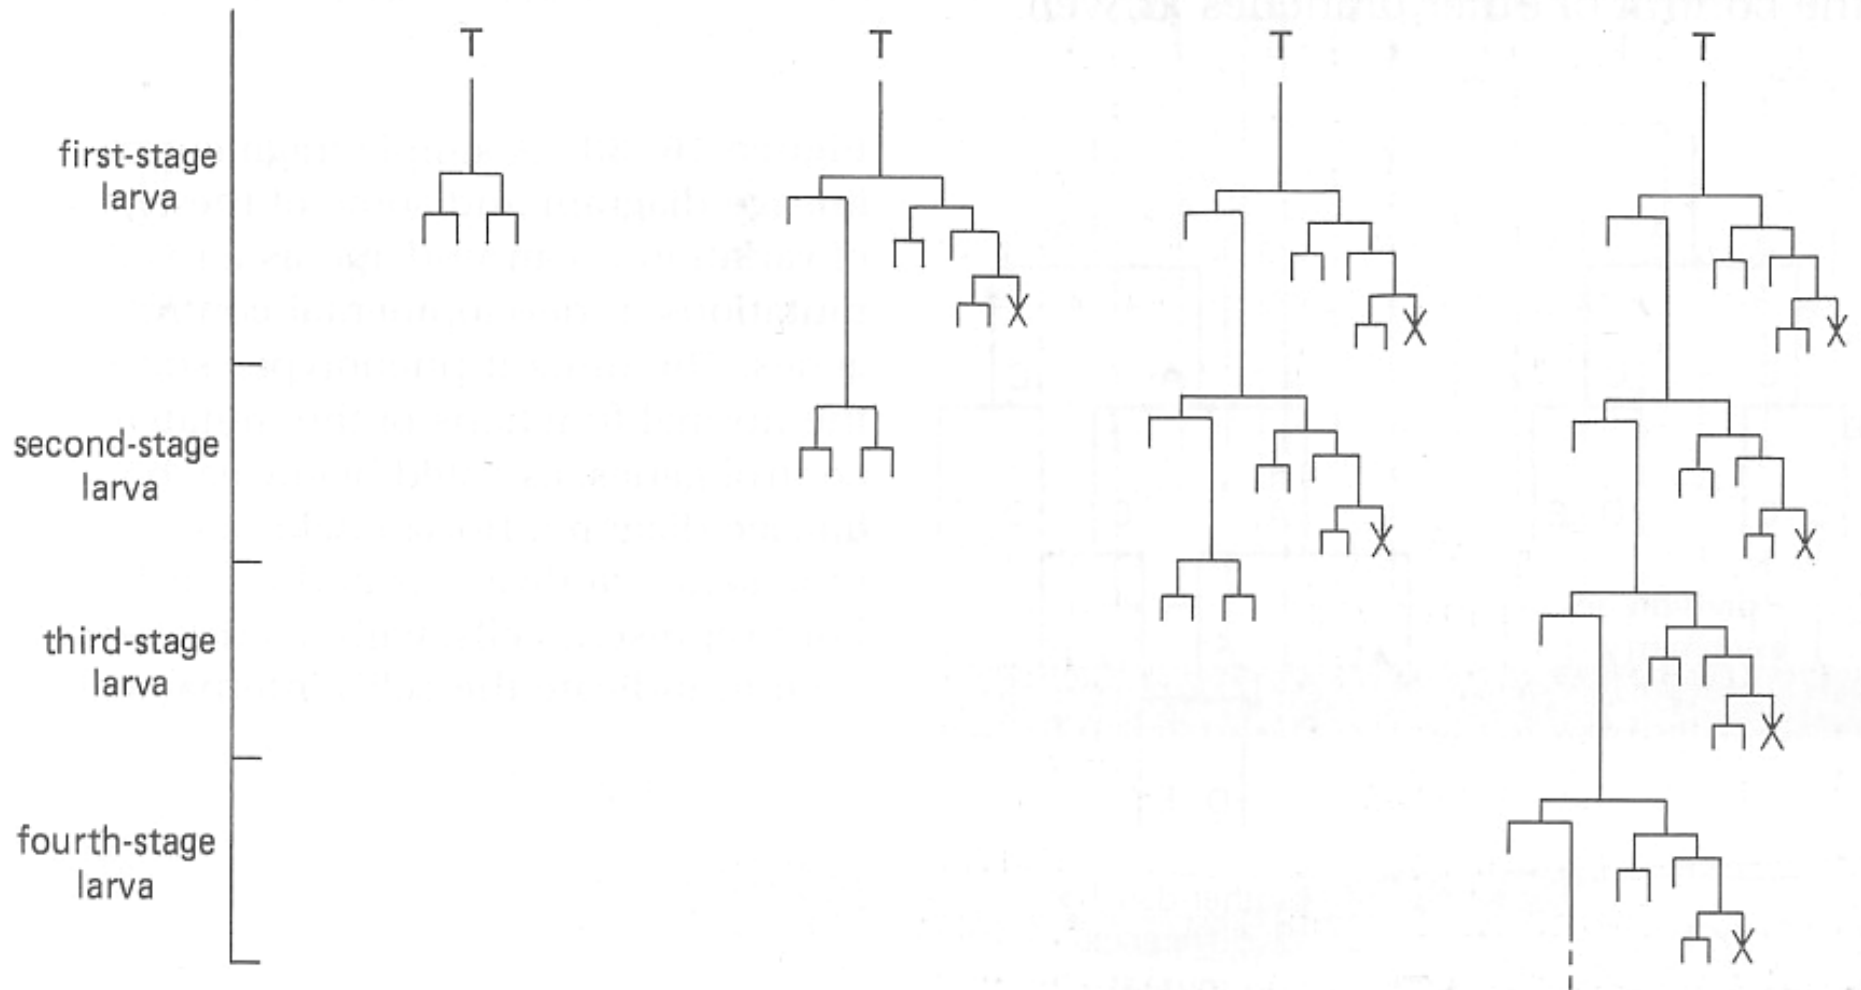 T T T T
first-stage
larva
second-stage
larva
third-stage
larva
fourth-stage
larva